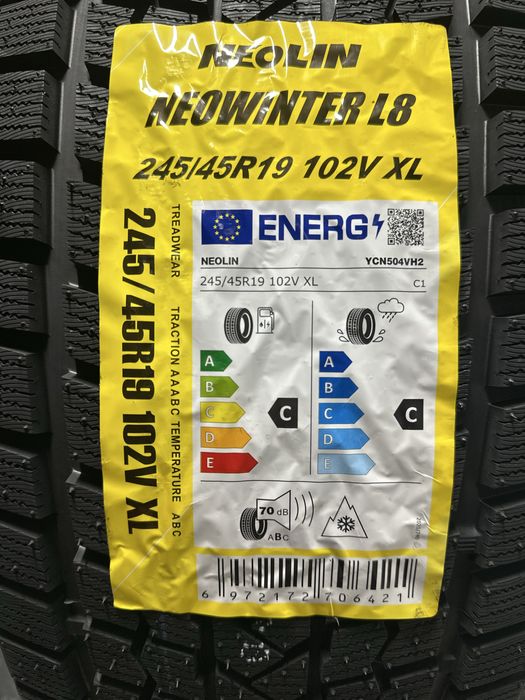 NEOLIN
NEOWINTER L8
245/45R19 102V XL
ENERG
NEOLIN YCN504VH2
245/45R19 102V XL C1
A A
B B
C C C C
D D
E E
70 dB
ABC
6 972172 706421
TREADWEAR TRACTION AAABC TEMPERATURE ABC
245/45R19 102V XL